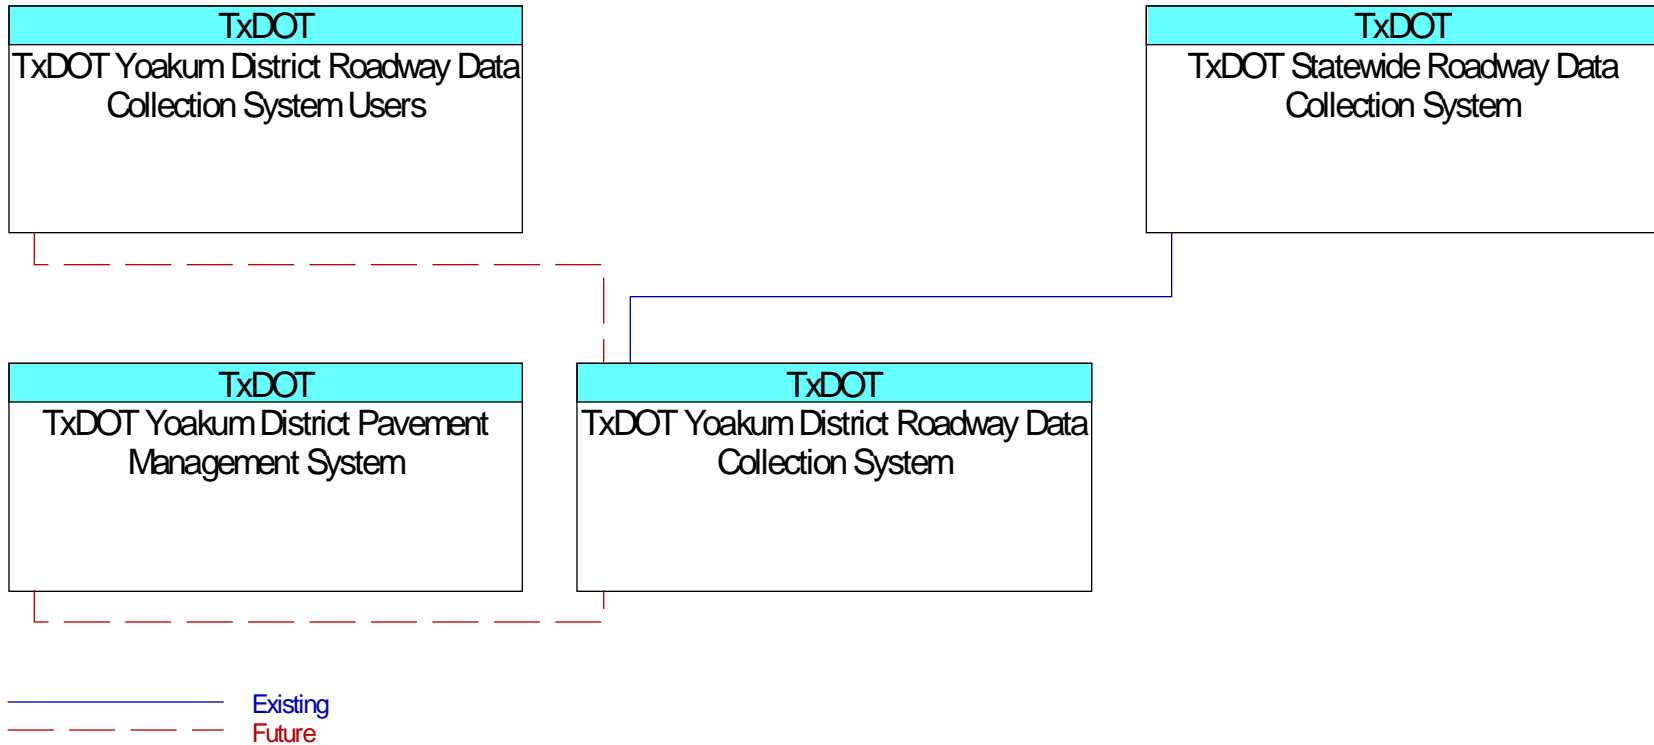 TxDOT
TxDOT Yoakum District Roadway Data
Collection System Users
TxDOT
TxDOT Statewide Roadway Data
Collection System
TxDOT
TxDOT Yoakum District Pavement
Management System
TxDOT
TxDOT Yoakum District Roadway Data
Collection System
Existing
Future